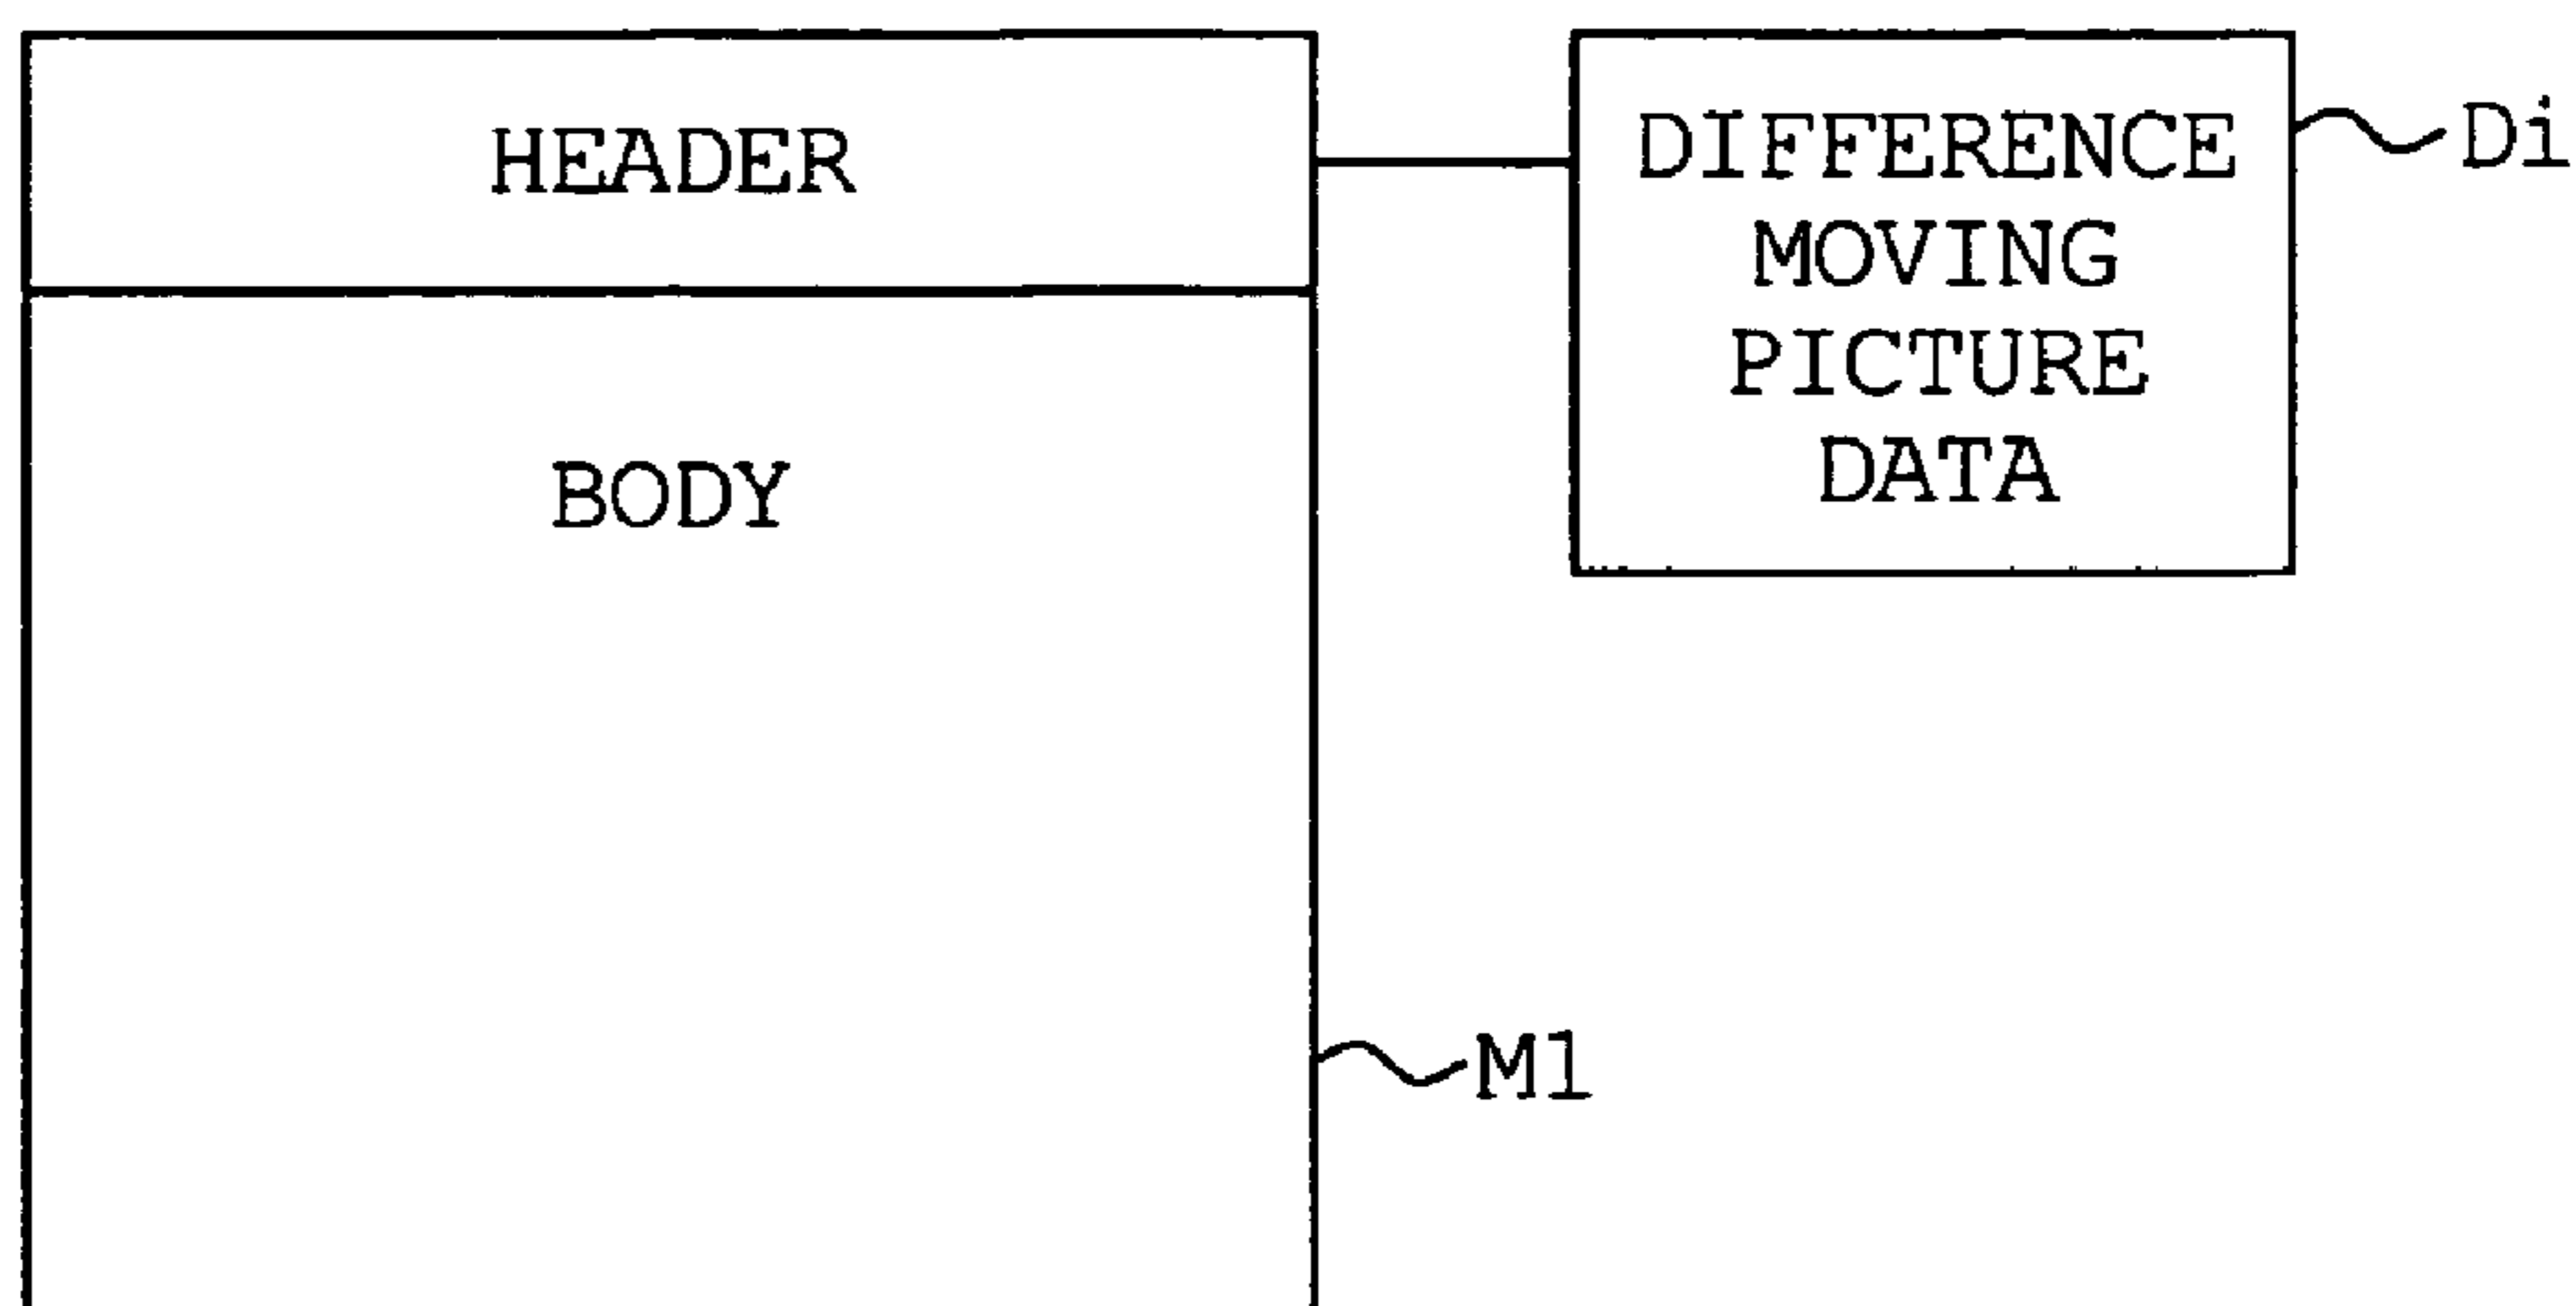 HEADER
BODY
M1
DIFFERENCE
MOVING
PICTURE
DATA
Di